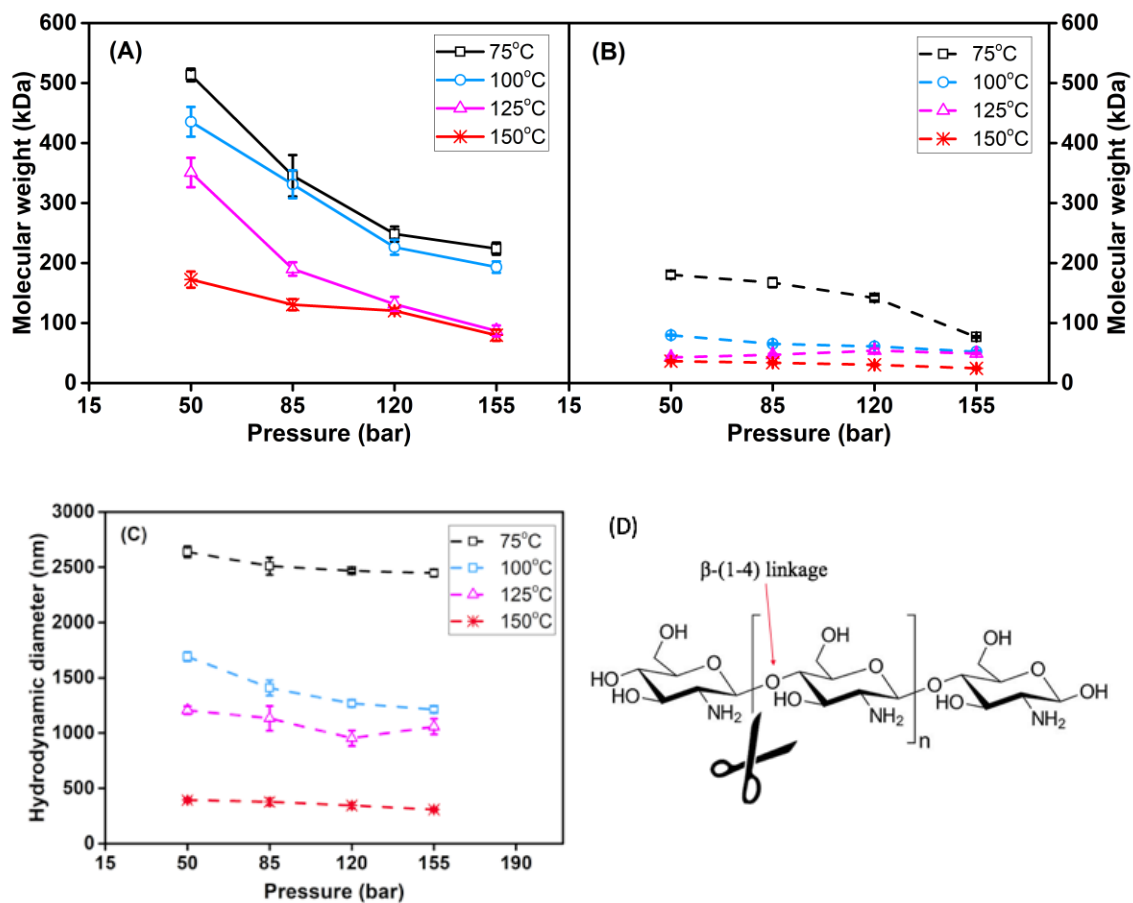 (A)
75°C
100°C
125°C
150°C
Molecular weight (kDa)
600
500
400
300
200
100
0
15
50
85
120
155
Pressure (bar)
(B)
75°C
100°C
125°C
150°C
600
500
400
300
200
100
0
Molecular weight (kDa)
15
50
85
120
155
Pressure (bar)
(C)
75°C
100°C
125°C
150°C
Hydrodynamic diameter (nm)
3000
2500
2000
1500
1000
500
0
15
50
85
120
155
190
Pressure (bar)
(D)
β-(1-4) linkage
OH
HO
HO
O
NH2
O
OH
HO
O
NH2
n
O
OH
HO
O
NH2
OH